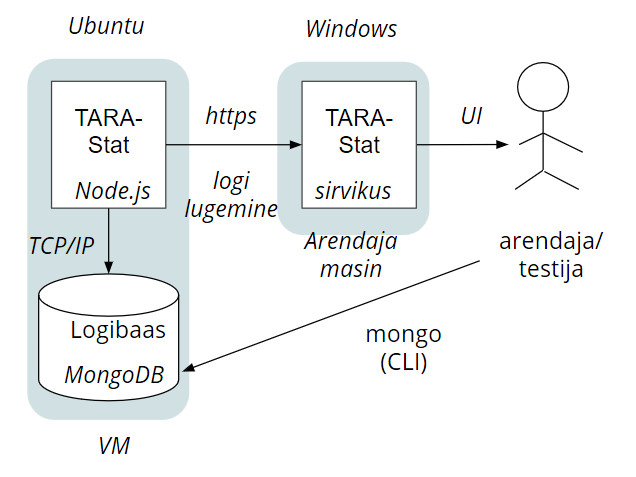 Ubuntu
Windows
TARA-
Stat
Node.js
https
logi
lugemine
TARA-
Stat
sirvikus
UI
TCP/IP
Arendaja
masin
arendaja/
testija
Logibaas
MongoDB
mongo
(CLI)
VM